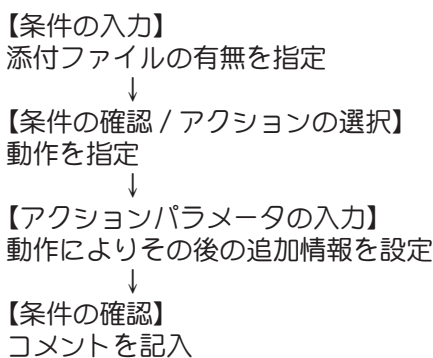 【条件の入力】
添付ファイルの有無を指定
↓
【条件の確認 / アクションの選択】
動作を指定
↓
【アクションパラメータの入力】
動作によりその後の追加情報を設定
↓
【条件の確認】
コメントを記入